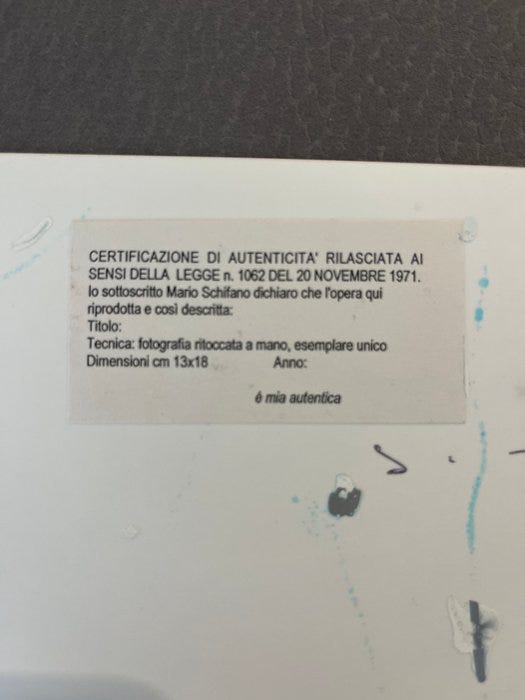 CERTIFICAZIONE DI AUTENTICITA' RILASCIATA AI
SENSI DELLA LEGGE n. 1062 DEL 20 NOVEMBRE 1971.
Io sottoscritto Mario Schifano dichiaro che l'opera qui
riprodotta e così descritta:
Titolo:
Tecnica: fotografia ritoccata a mano, esemplare unico
Dimensioni cm 13x18 Anno:
é mia autentica